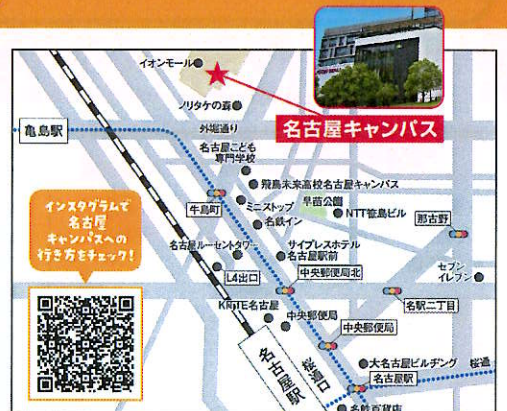 イオンモール
ノリタケの森
名古屋キャンパス
亀島駅
外堀通り
名古屋こども
専門学校
飛鳥未来高校名古屋キャンパス
牛島町
ミニストップ
早苗公園
NTT笹島ビル
名鉄イン
那古野
インスタグラムで
名古屋
キャンパスへの
行き方をチェック!
名古屋ルーセントタワー
サイプレスホテル
名古屋駅前
L4出口
中央郵便局北
セブン
イレブン
KITTE名古屋
中央郵便局
名駅二丁目
中央郵便局
名古屋駅
桜通口
大名古屋ビルヂング
桜通
名古屋駅
名鉄百貨店